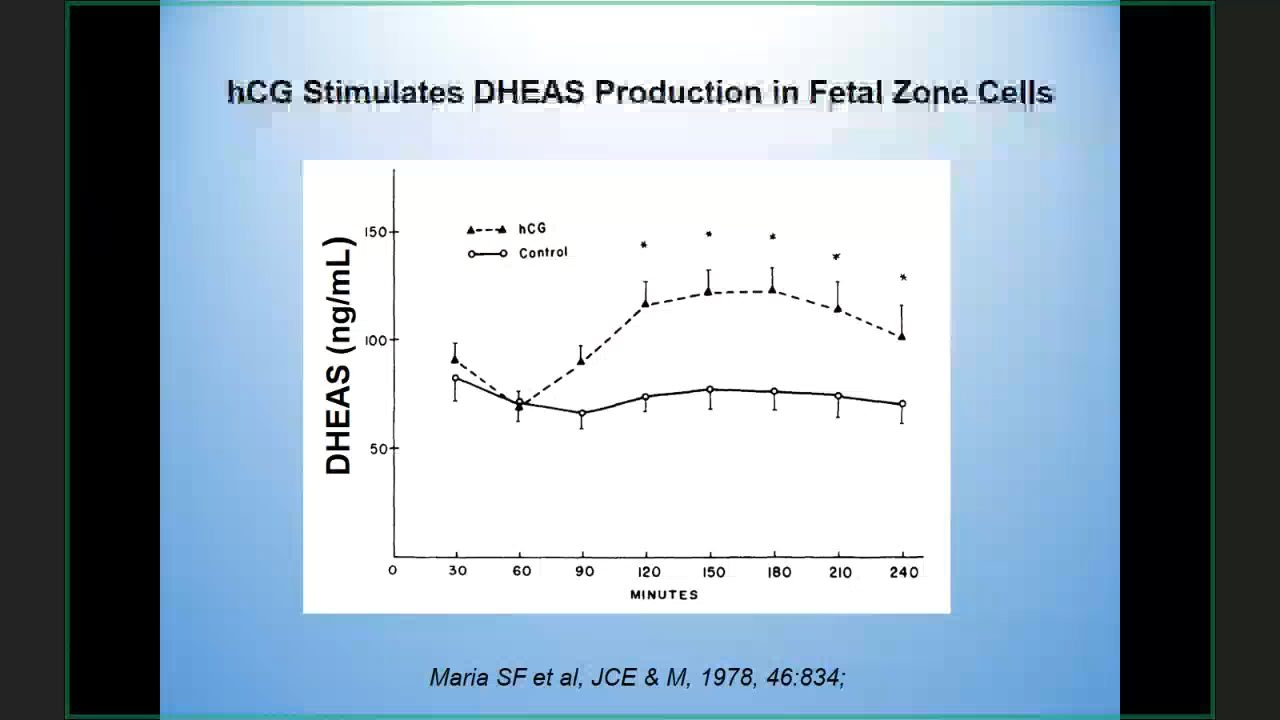 hCG Stimulates DHEAS Production in Fetal Zone Cells
DHEAS (ng/mL)
150
100
50
hCG
Control
*
*
*
*
*
0 30 60 90 120 150 180 210 240
MINUTES
Maria SF et al, JCE & M, 1978, 46:834;